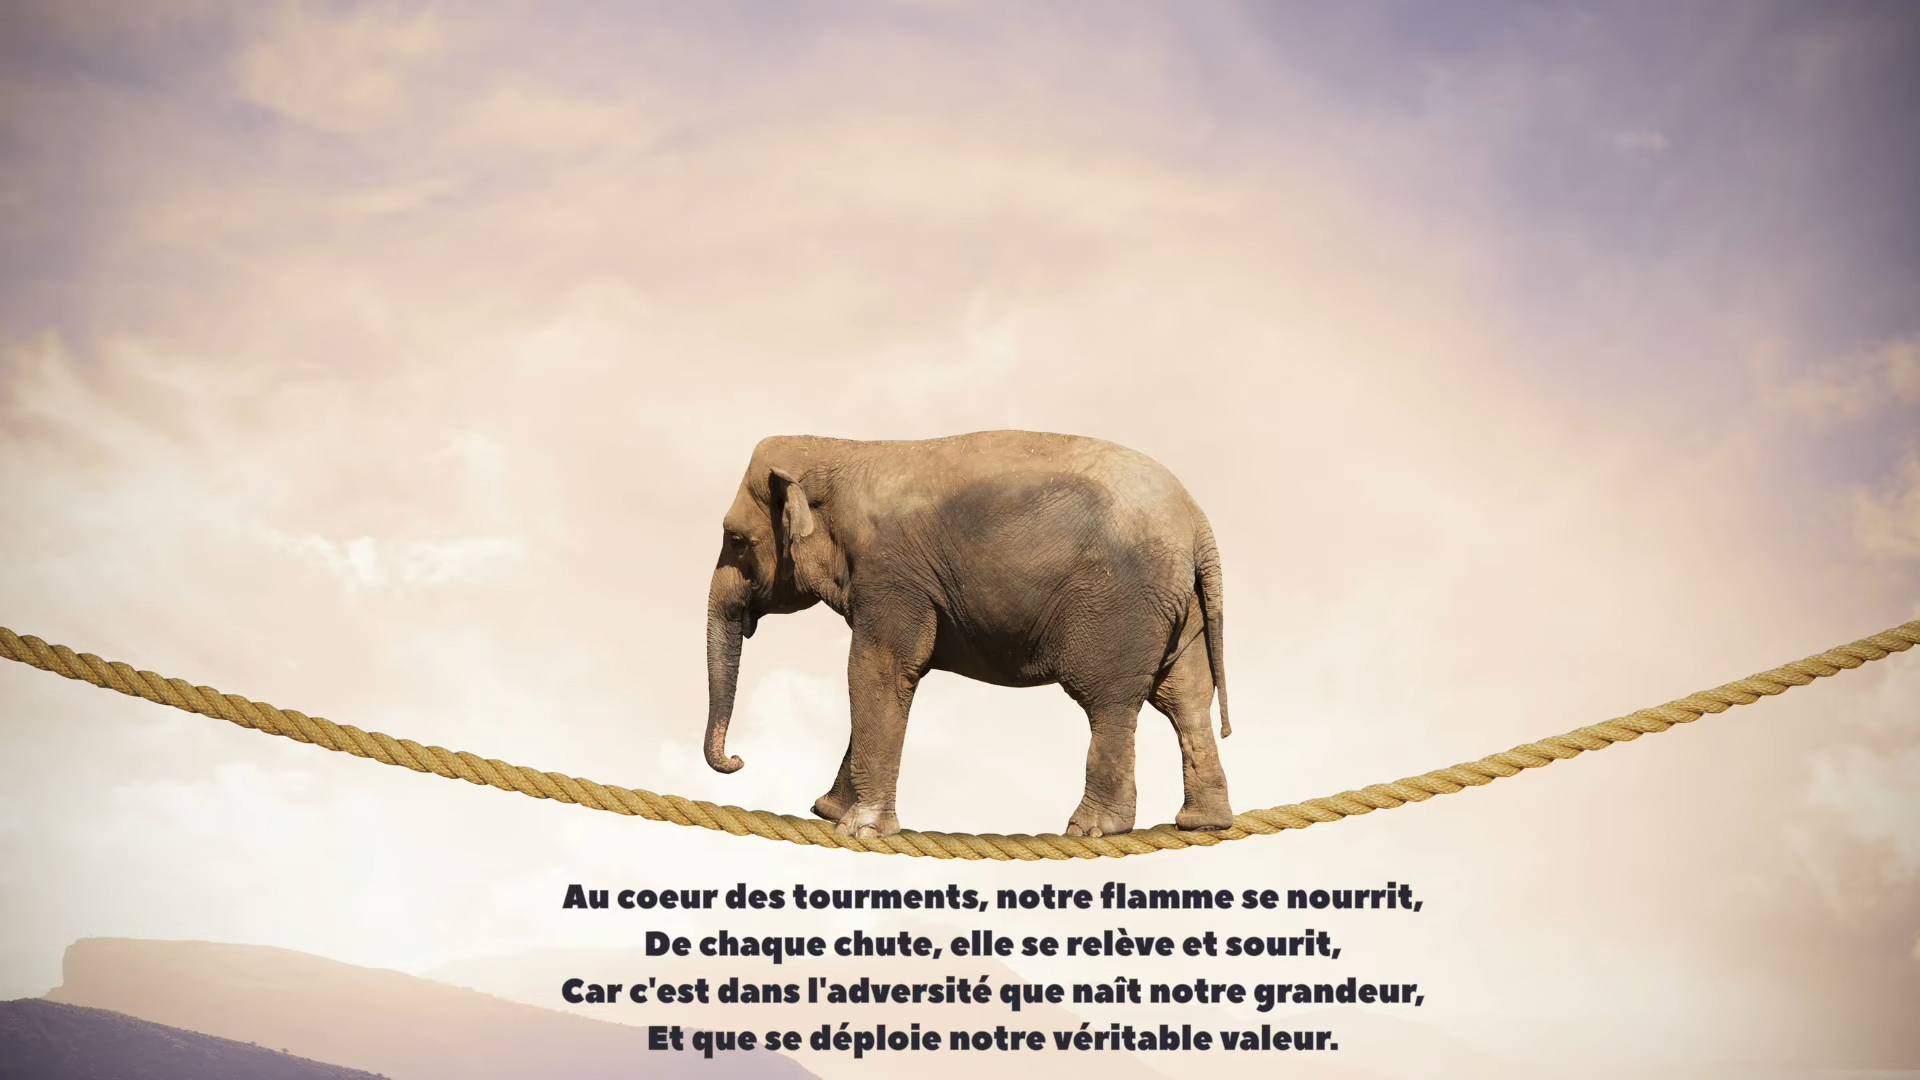 Au coeur des tourments, notre flamme se nourrit,
De chaque chute, elle se relève et sourit,
Car c'est dans l'adversité que naît notre grandeur,
Et que se déploie notre véritable valeur.